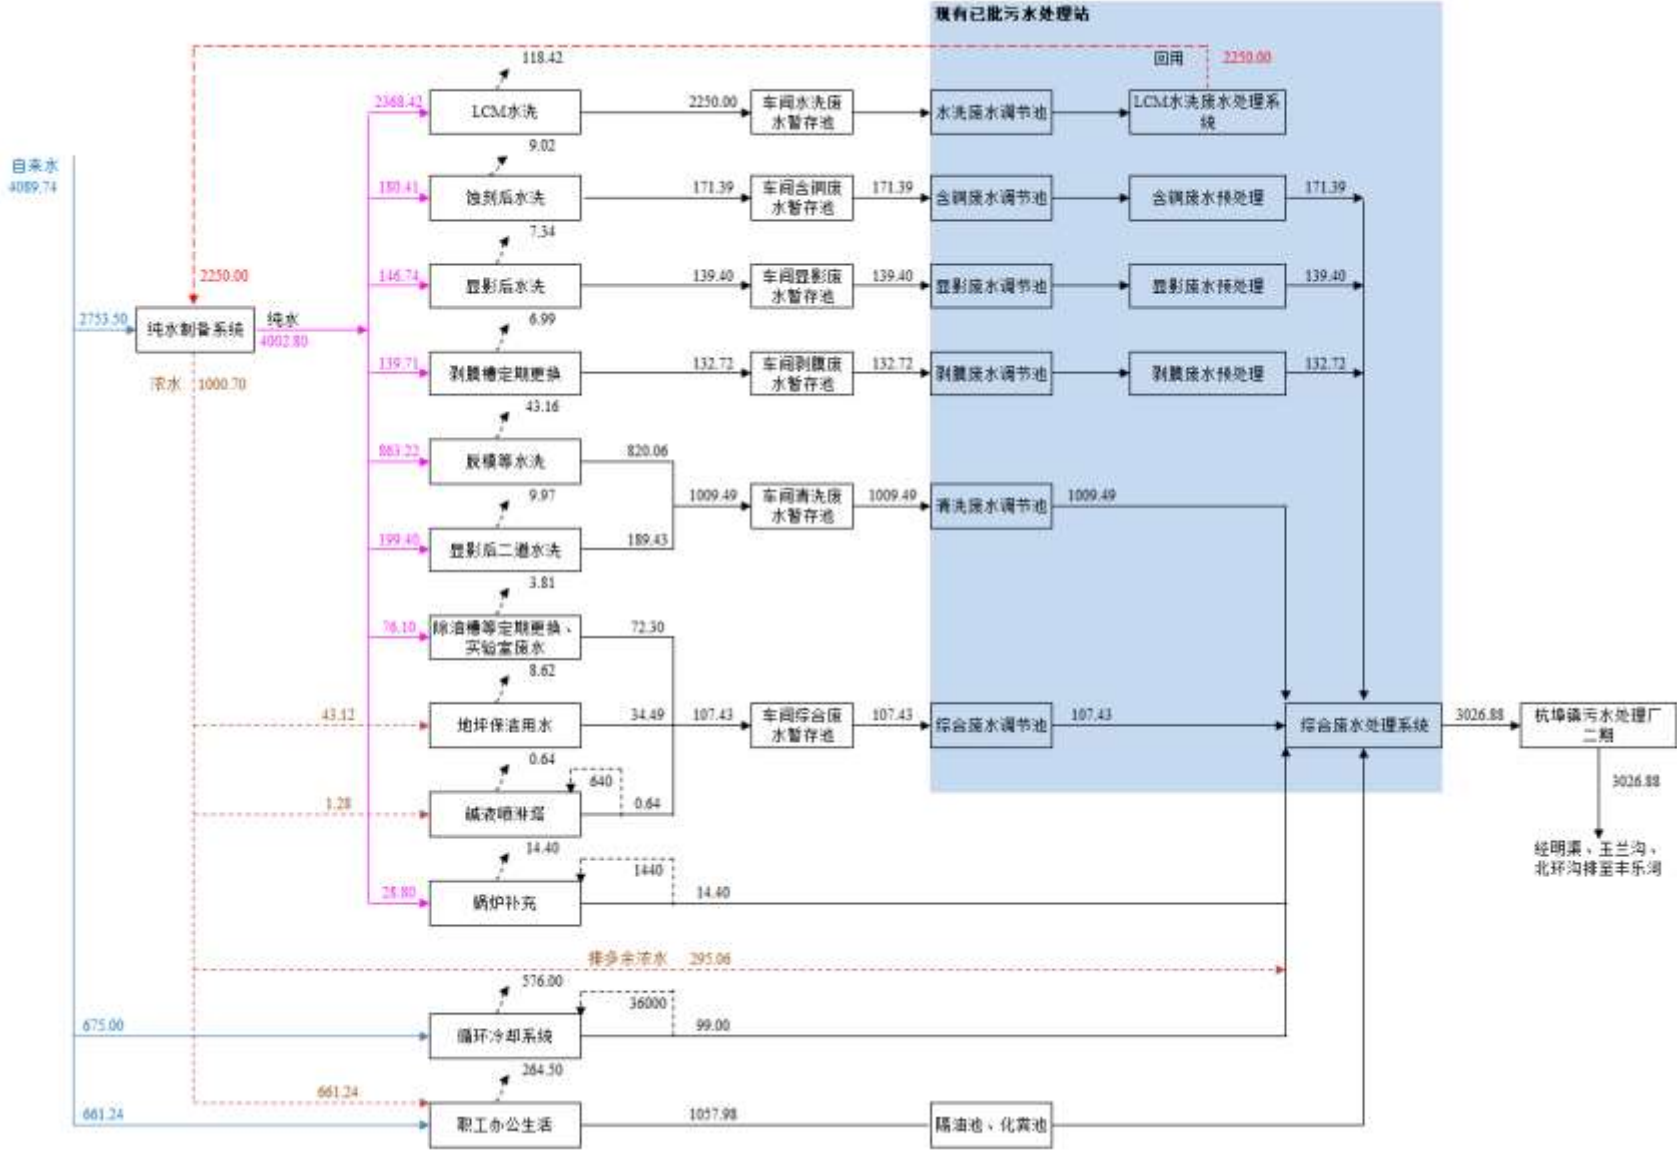 现有已批污水处理站
118.42
回用
2250.00
2368.42
LCM水洗
2250.00
车间水洗废
水暂存池
水洗废水调节池
LCM水洗废水处理系
统
自来水
4089.74
9.02
180.41
蚀刻后水洗
171.39
车间含铜废
水暂存池
171.39
含铜废水调节池
含铜废水预处理
171.39
7.34
2250.00
146.74
显影后水洗
139.40
车间显影废
水暂存池
139.40
显影废水调节池
显影废水预处理
139.40
2753.50
纯水制备系统
纯水
4002.80
6.99
浓水
1000.70
139.71
剥膜槽定期更换
132.72
车间剥膜废
水暂存池
132.72
剥膜废水调节池
剥膜废水预处理
132.72
43.16
863.22
脱模等水洗
820.06
9.97
1009.49
车间清洗废
水暂存池
1009.49
清洗废水调节池
1009.49
199.40
显影后二道水洗
189.43
3.81
76.10
除油槽等定期更换、
实验室废水
72.30
8.62
43.12
地坪保洁用水
34.49
107.43
车间综合废
水暂存池
107.43
综合废水调节池
107.43
综合废水处理系统
3026.88
杭埠镇污水处理厂
二期
0.64
640
3026.88
1.28
碱液喷淋塔
0.64
14.40
1440
经明渠、玉兰沟、
北环沟排至丰乐河
28.80
锅炉补充
14.40
排多余浓水
295.06
576.00
36000
675.00
循环冷却系统
99.00
264.50
661.24
661.24
职工办公生活
1057.98
隔油池、化粪池